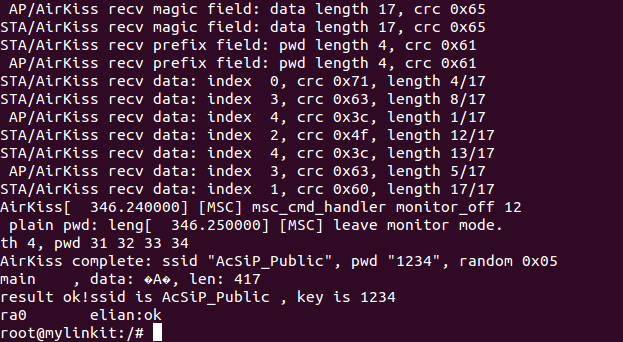 AP/AirKiss recv magic field: data length 17, crc 0x65
STA/AirKiss recv magic field: data length 17, crc 0x65
 AP/AirKiss recv prefix field: pwd length 4, crc 0x61
STA/AirKiss recv prefix field: pwd length 4, crc 0x61
STA/AirKiss recv data: index  0, crc 0x71, length 4/17
STA/AirKiss recv data: index  3, crc 0x63, length 8/17
 AP/AirKiss recv data: index  4, crc 0x3c, length 1/17
STA/AirKiss recv data: index  2, crc 0x4f, length 12/17
STA/AirKiss recv data: index  4, crc 0x3c, length 13/17
 AP/AirKiss recv data: index  3, crc 0x63, length 5/17
STA/AirKiss recv data: index  1, crc 0x60, length 17/17
AirKiss[  346.240000] [MSC] msc_cmd_handler monitor_off 12
 plain pwd: leng[  346.250000] [MSC] leave monitor mode.
th 4, pwd 31 32 33 34
AirKiss complete: ssid "AcSiP_Public", pwd "1234", random 0x05
main    , data: �A�, len: 417
result ok!ssid is AcSiP_Public , key is 1234
ra0       elian:ok
root@mylinkit:/#